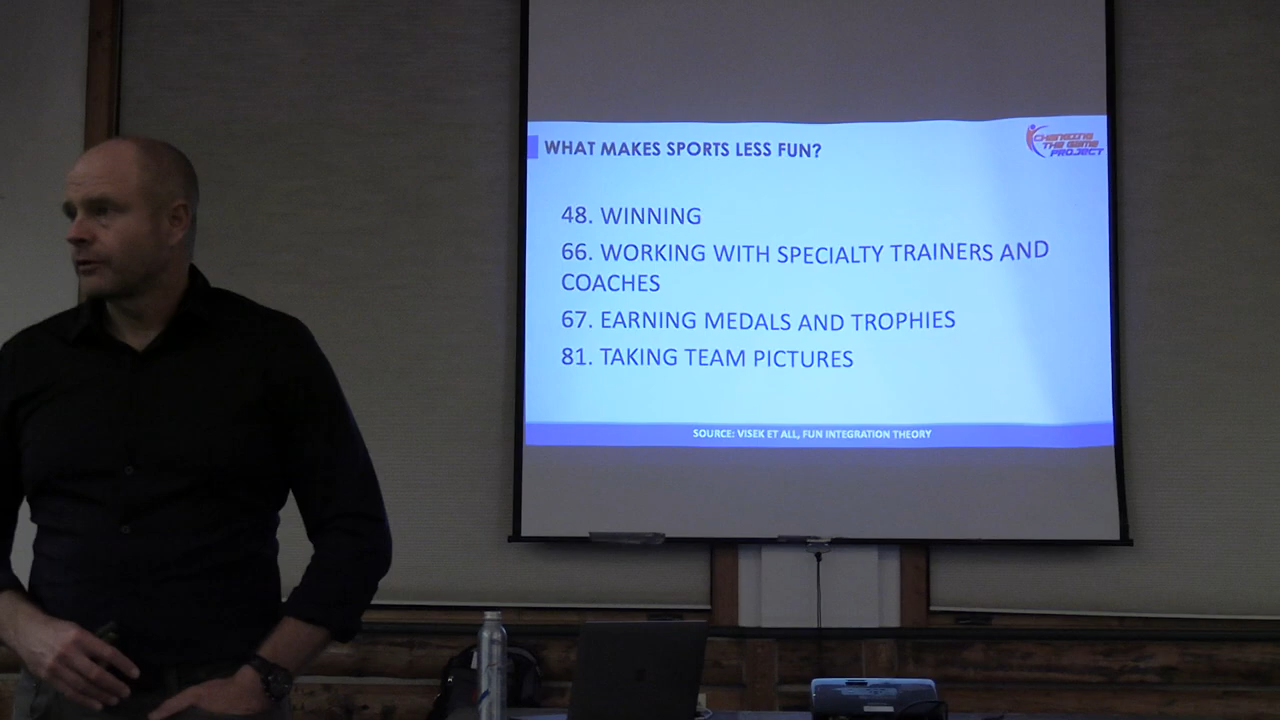 WHAT MAKES SPORTS LESS FUN?
CHANGING
THE GAME
PROJECT
48. WINNING
66. WORKING WITH SPECIALTY TRAINERS AND
COACHES
67. EARNING MEDALS AND TROPHIES
81. TAKING TEAM PICTURES
SOURCE: VISEK ET ALL, FUN INTEGRATION THEORY